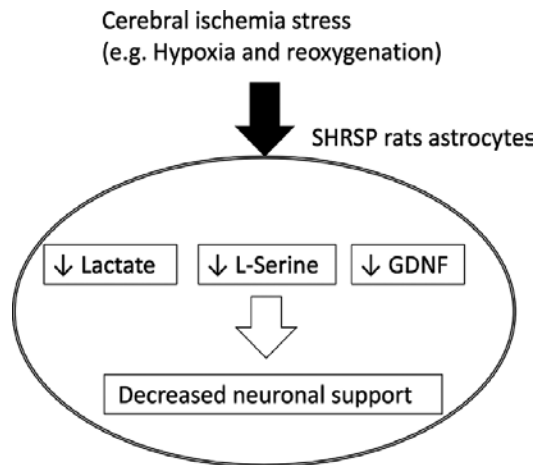 Cerebral ischemia stress
(e.g. Hypoxia and reoxygenation)
SHRSP rats astrocytes
↓ Lactate
↓ L-Serine
↓ GDNF
Decreased neuronal support